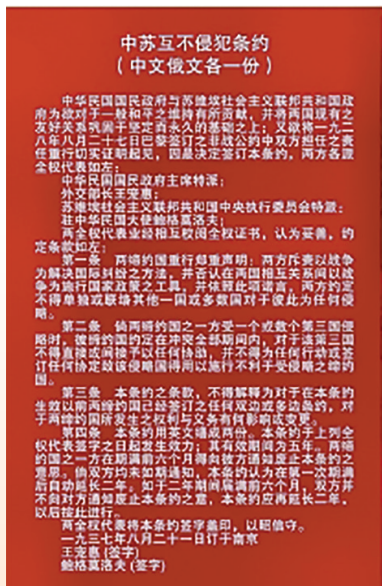 中苏互不侵犯条约
（中文俄文各一份）
中华民国国民政府与苏维埃社会主义联邦共和国政
府为欲对于一般和平之维持有所贡献，并将两国现有之
友好关系巩固于坚定而永久的基础之上；又欲将一九二
八年八月二十七日巴黎签订之非战公约中双方担任之责
任重行切实证明起见，因是决定签订本条约，两方各派
全权代表如左：
中华民国国民政府主席特派：
外交部长王宠惠；
苏维埃社会主义联邦共和国中央执行委员会特派：
驻中华民国大使鲍格莫洛夫；
两全权代表业经相互校阅全权证书，认为妥善，约
定条款如左：
第一条　两缔约国重行郑重声明：两方斥责以战争
为解决国际纠纷之方法，并否认在两国相互关系间以战
争为施行国家政策之工具，并依照此项诺言，两方约定
不得单独或联络其他一国或多数国对于彼此为任何侵
略。
第二条　倘两缔约国之一方受一个或数个第三国侵
略时，彼缔约国约定在冲突全部期间内，对于该第三国
不得直接或间接予以任何协助，并不得为任何行动或签
订任何协定致该侵略国得用以施行不利于受侵略之缔约
国。
第三条　本条约之条款，不得解释为对于在本条约
生效以前两缔约国已经签订之任何双边或多边条约，对
于两缔约国所发生之权利与义务有何影响或变更。
第四条　本条约用英文缮成两份。本条约于上列全
权代表签字之日起发生效力，其有效期间为五年。两缔约
国之一方在期满前六个月得向彼方通知废止本条约之
意思。倘双方均未如期通知，本条约认为在第一次期满
后自动延长二年。如于二年期间届满前六个月，双方并
不向对方通知废止本条约之意，本条约应再延长二年，
以后按此进行。
两全权代表将本条约签字盖印，以昭信守。
一九三七年八月二十一日订于南京
王宠惠（签字）
鲍格莫洛夫（签字）